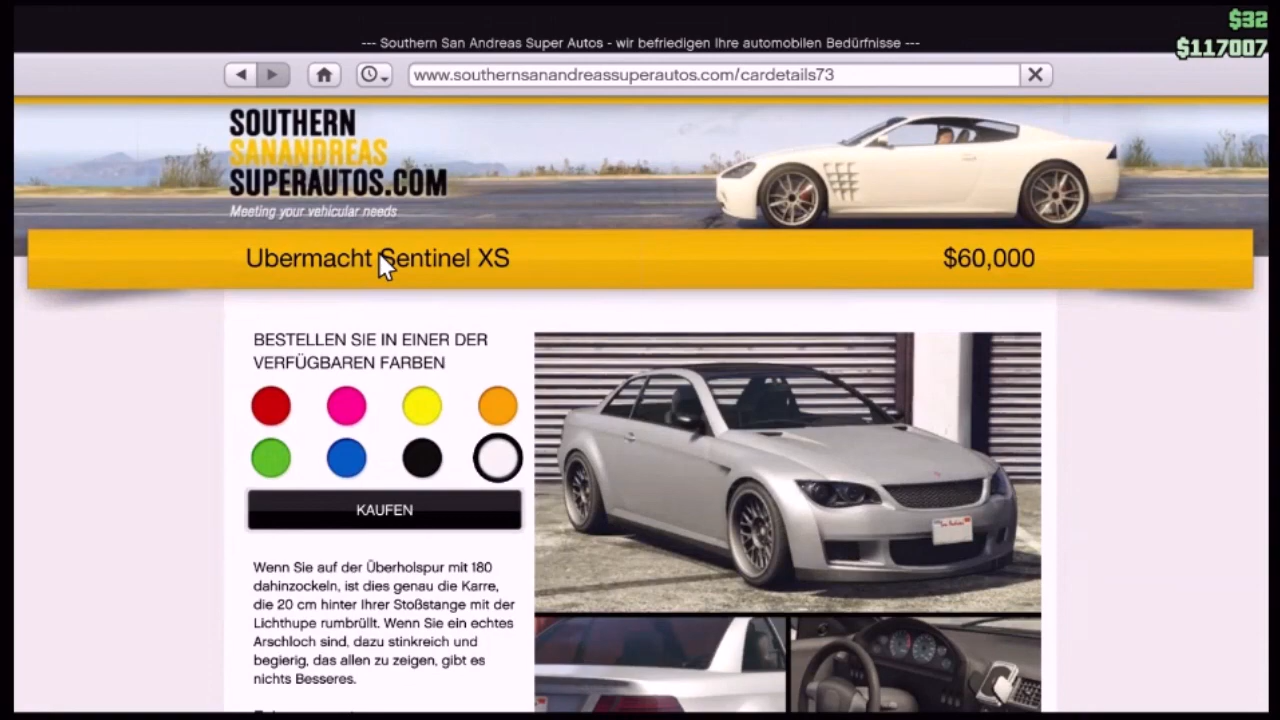 $32
$117007
--- Southern San Andreas Super Autos - wir befriedigen Ihre automobilen Bedürfnisse ---
www.southernsanandreassuperautos.com/cardetails73
SOUTHERN
SANANDREAS
SUPERAUTOS.COM
Meeting your vehicular needs
Ubermacht Sentinel XS
$60,000
BESTELLEN SIE IN EINER DER
VERFÜGBAREN FARBEN
KAUFEN
Wenn Sie auf der Überholspur mit 180
dahinzockeln, ist dies genau die Karre,
die 20 cm hinter Ihrer Stoßstange mit der
Lichthupe rumbrüllt. Wenn Sie ein echtes
Arschloch sind, dazu stinkreich und
begierig, das allen zu zeigen, gibt es
nichts Besseres.